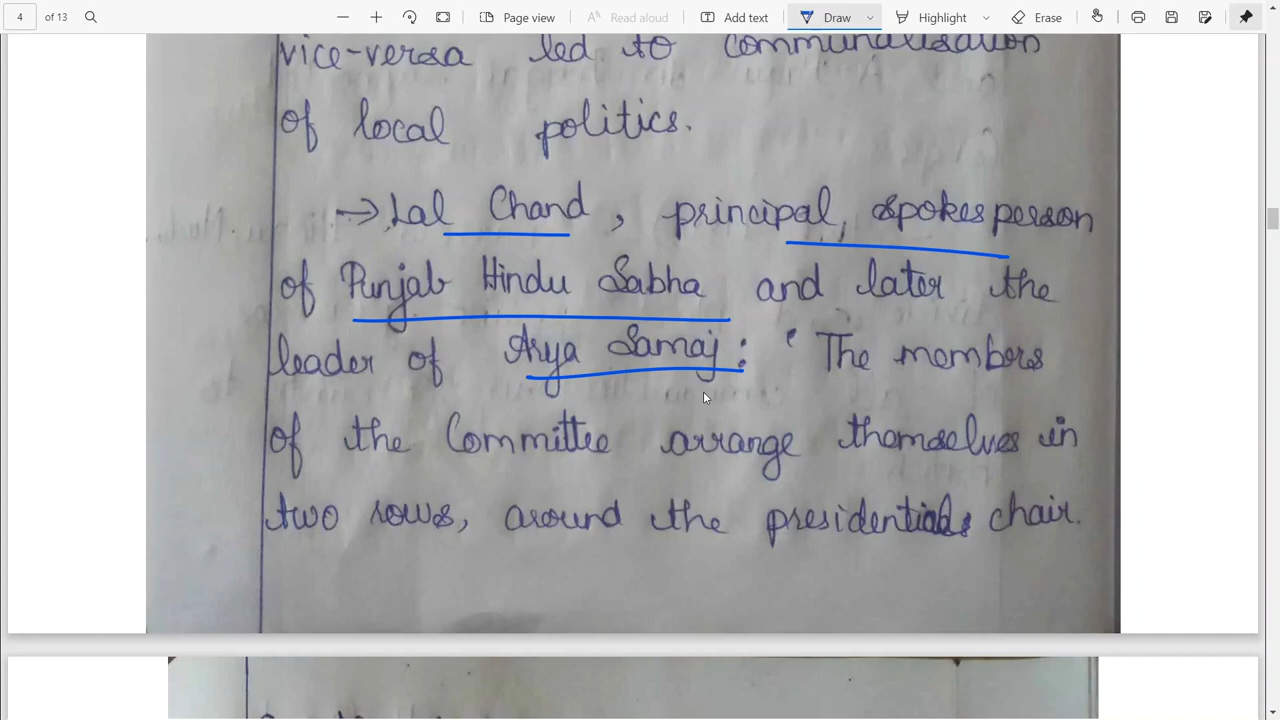 4 of 13 Page view Read aloud Add text Draw Highlight Erase
vice-versa led to communalisation
of local politics.
→ Lal Chand, principal, spokesperson
of Punjab Hindu Sabha and later the
leader of Arya Samaj: ' The members
of the Committee arrange themselves in
two rows, around the presidential chair.